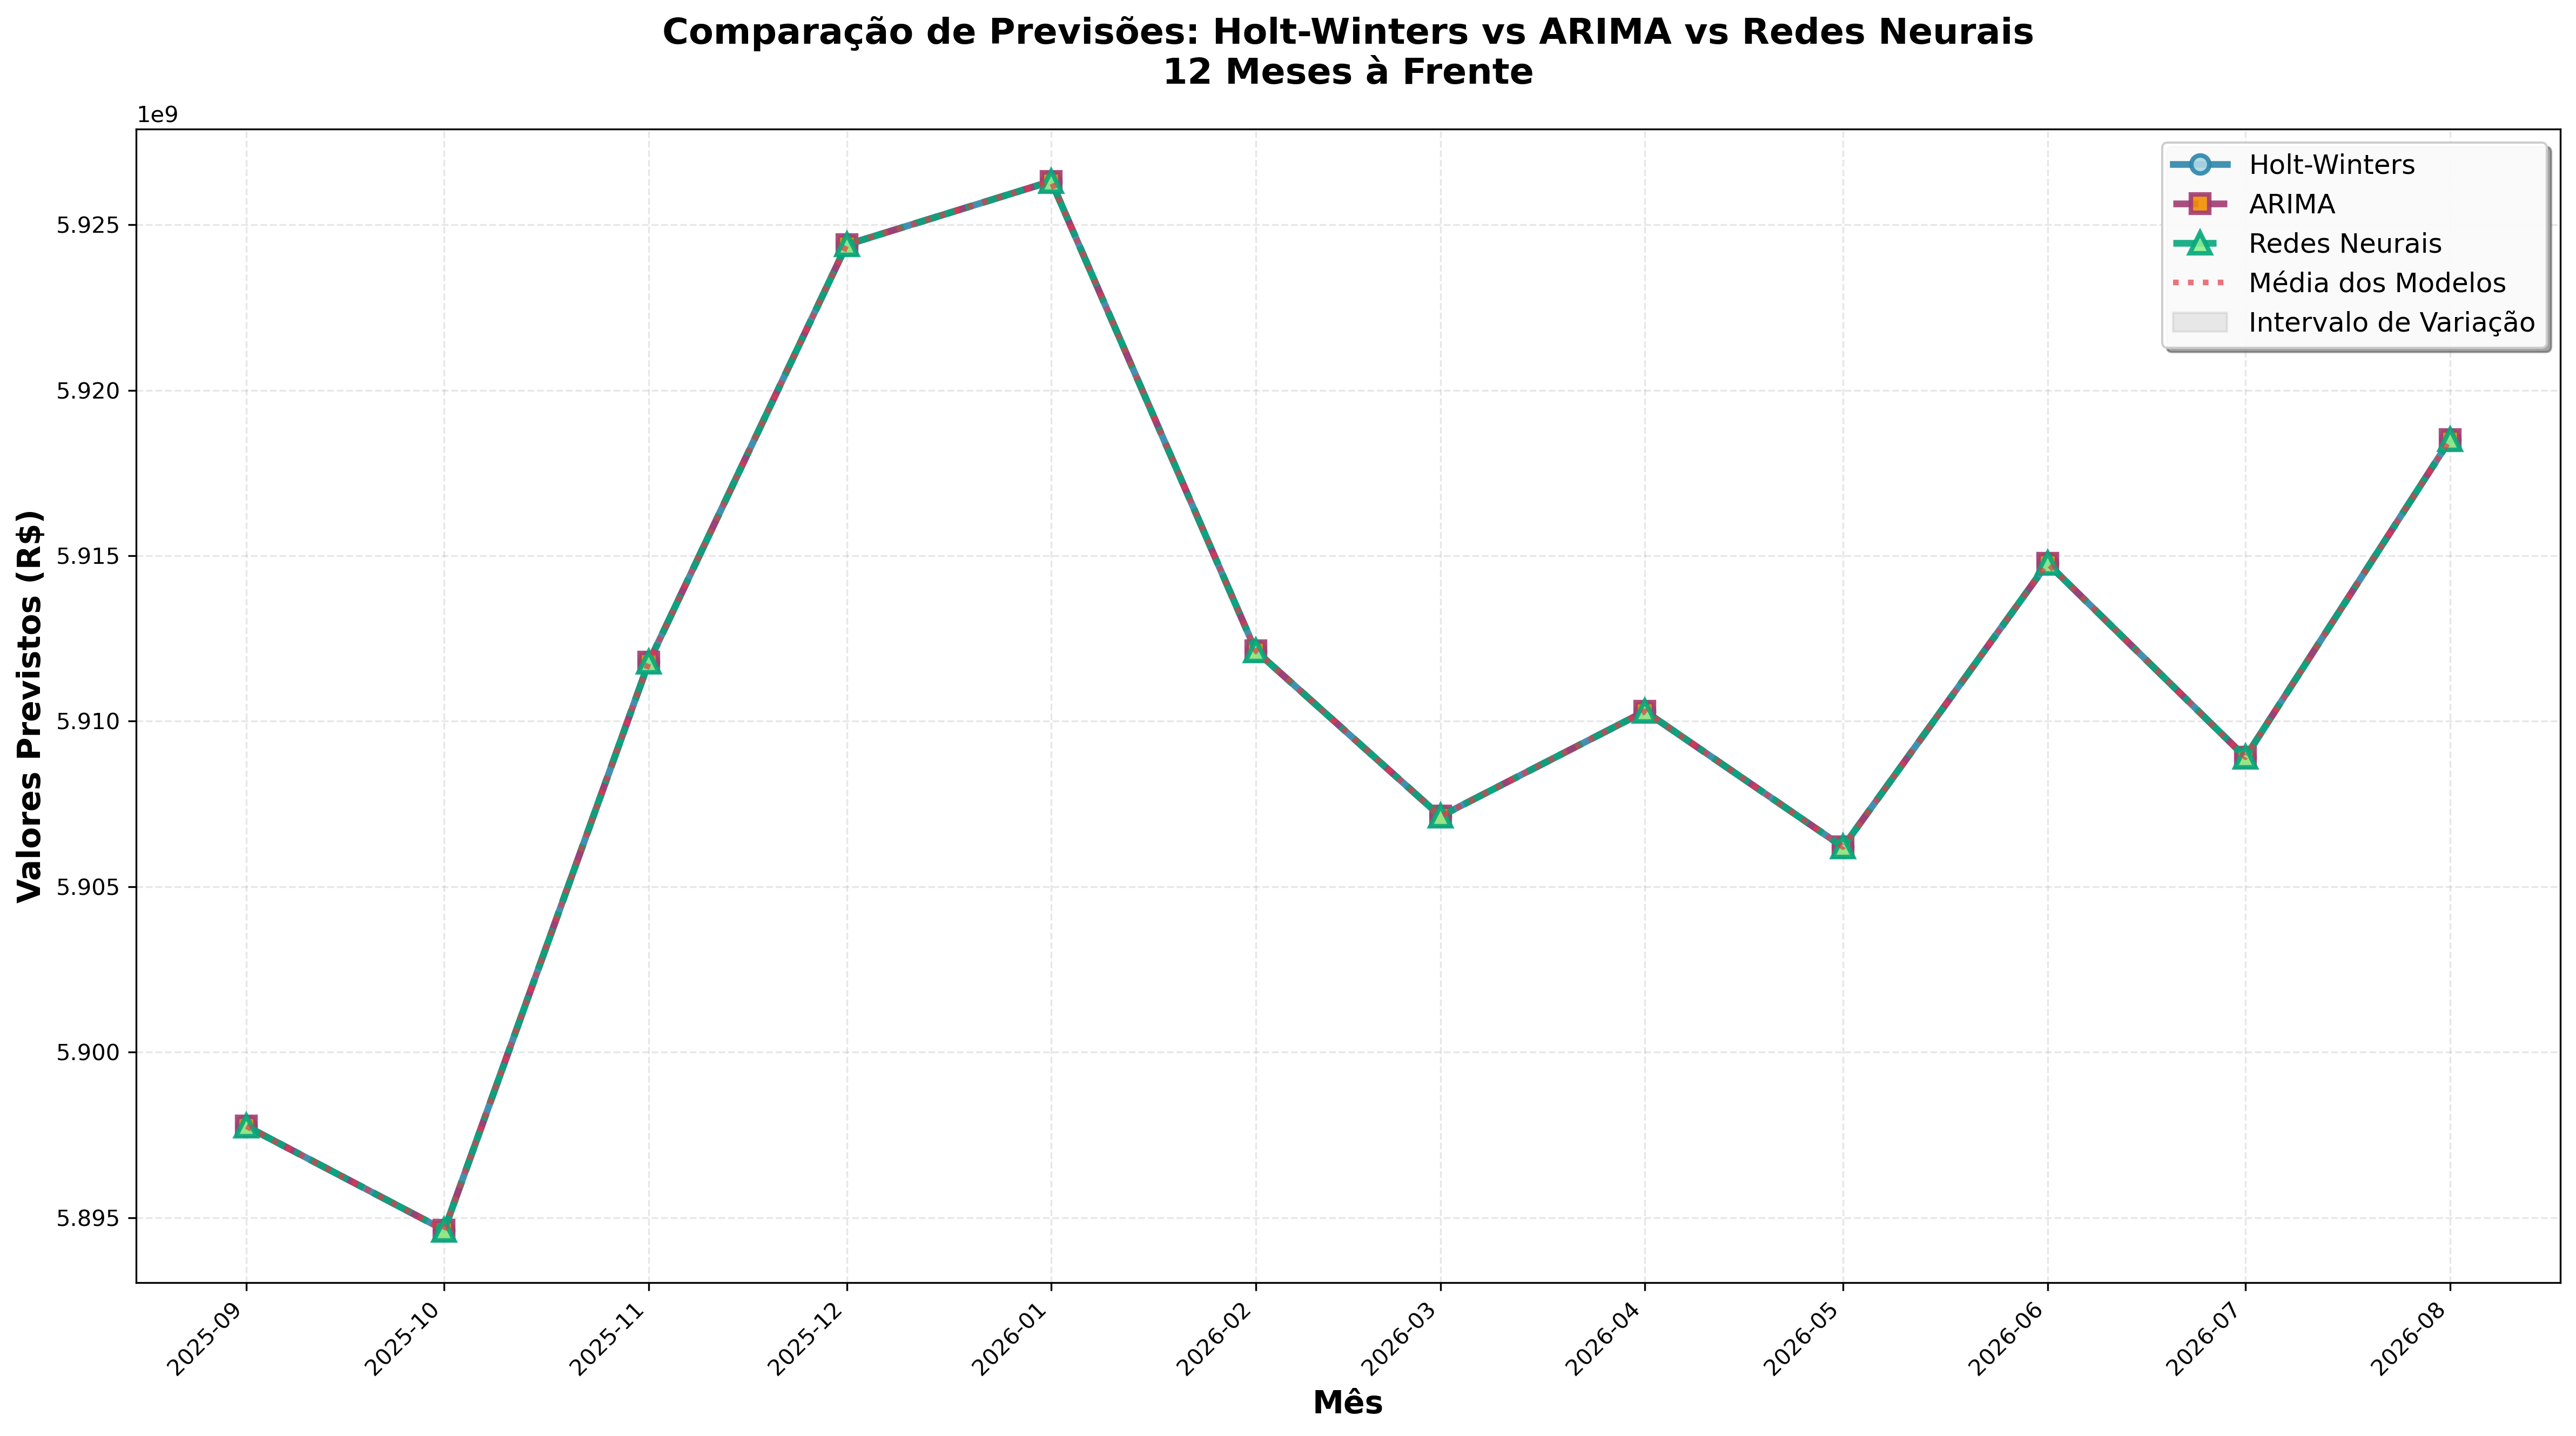 Comparação de Previsões: Holt-Winters vs ARIMA vs Redes Neurais
12 Meses à Frente
1e9
Holt-Winters
ARIMA
Redes Neurais
Média dos Modelos
Intervalo de Variação
Valores Previstos (R$)
5.925
5.920
5.915
5.910
5.905
5.900
5.895
2025-09
2025-10
2025-11
2025-12
2026-01
2026-02
2026-03
2026-04
2026-05
2026-06
2026-07
2026-08
Mês